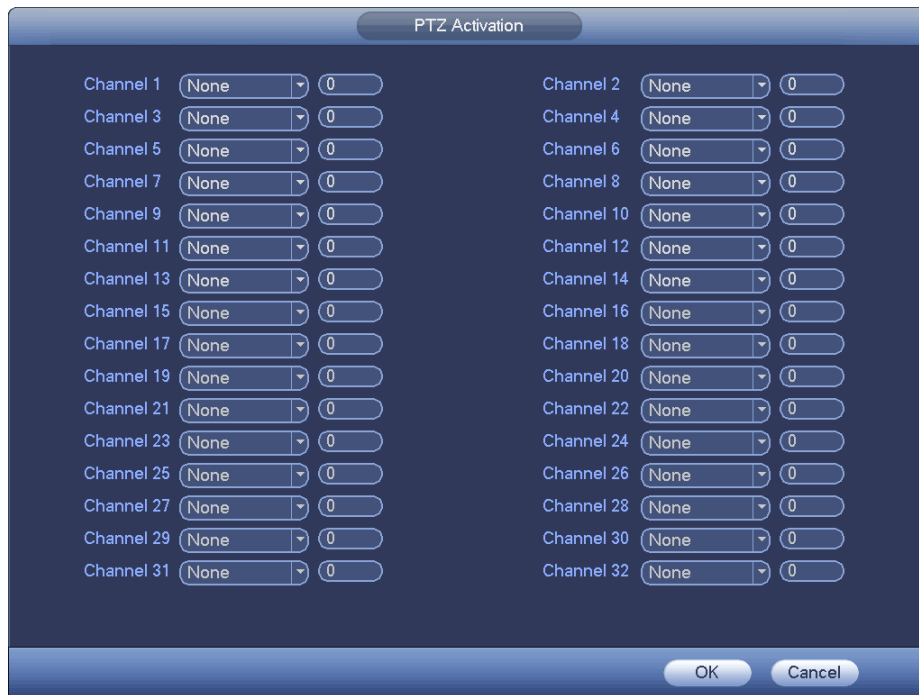 PTZ Activation
Channel 1 None 0 Channel 2 None 0
Channel 3 None 0 Channel 4 None 0
Channel 5 None 0 Channel 6 None 0
Channel 7 None 0 Channel 8 None 0
Channel 9 None 0 Channel 10 None 0
Channel 11 None 0 Channel 12 None 0
Channel 13 None 0 Channel 14 None 0
Channel 15 None 0 Channel 16 None 0
Channel 17 None 0 Channel 18 None 0
Channel 19 None 0 Channel 20 None 0
Channel 21 None 0 Channel 22 None 0
Channel 23 None 0 Channel 24 None 0
Channel 25 None 0 Channel 26 None 0
Channel 27 None 0 Channel 28 None 0
Channel 29 None 0 Channel 30 None 0
Channel 31 None 0 Channel 32 None 0
OK Cancel